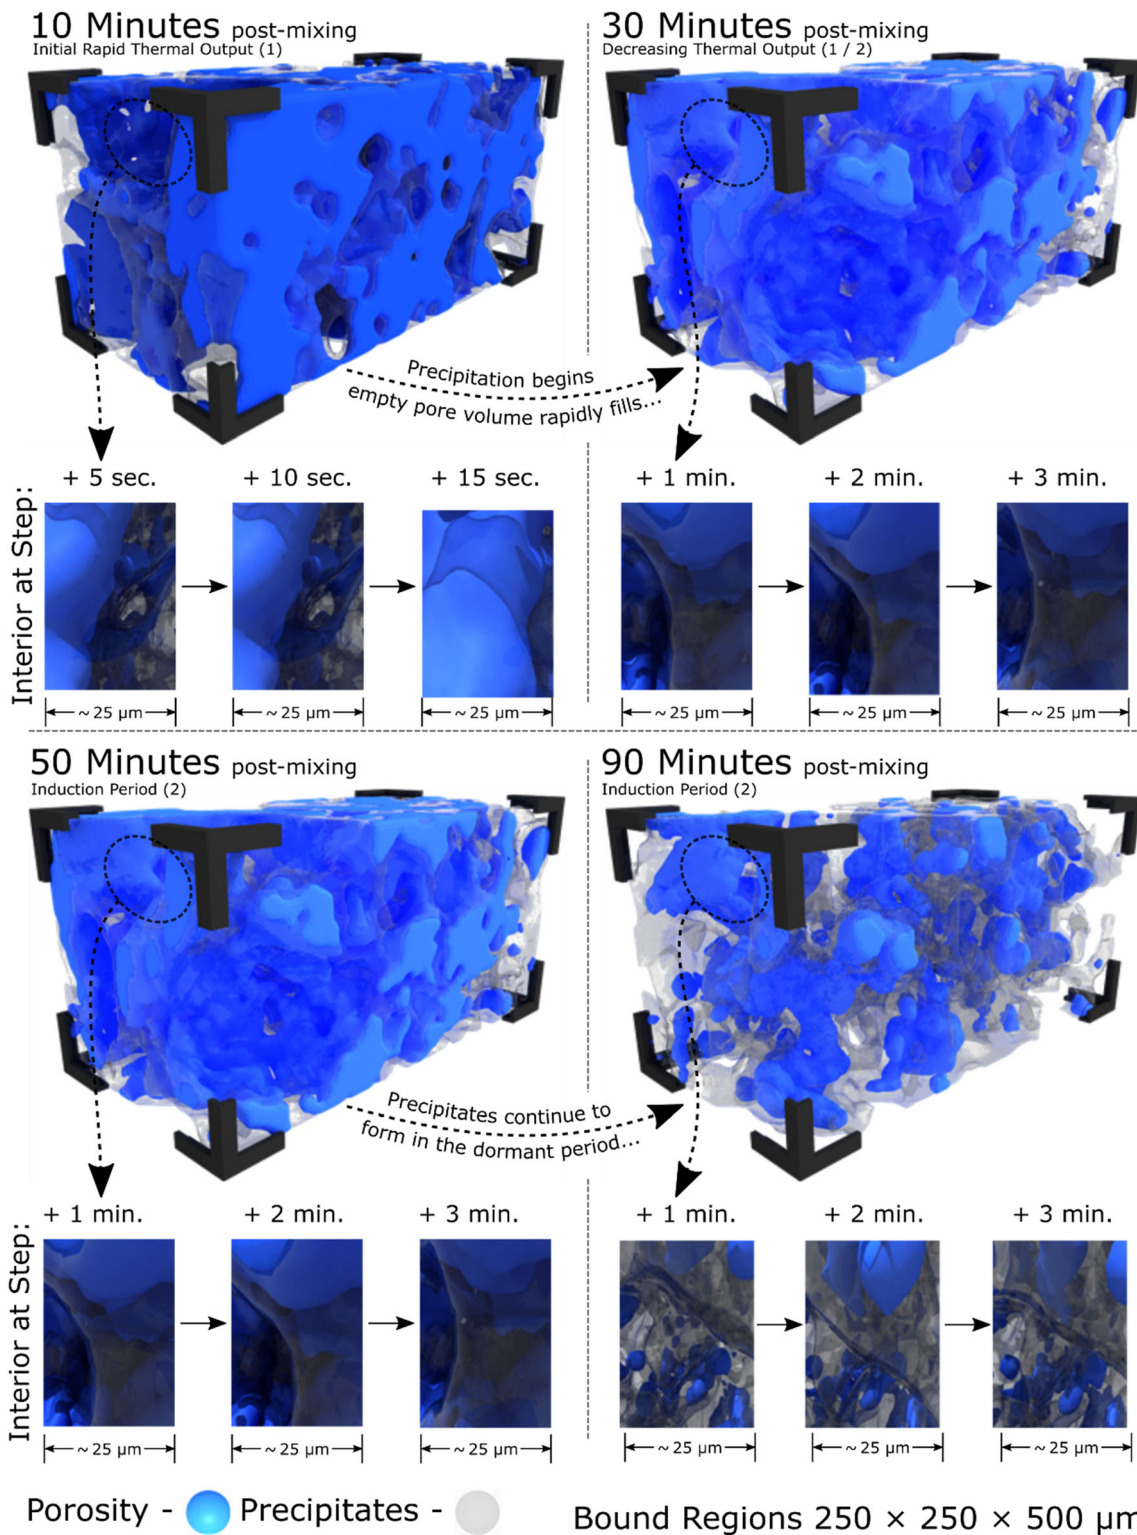 10 Minutes post-mixing
Initial Rapid Thermal Output (1)
Precipitation begins
empty pore volume rapidly fills...
Interior at Step:
+ 5 sec.
+ 10 sec.
+ 15 sec.
~ 25 µm
~ 25 µm
~ 25 µm
30 Minutes post-mixing
Decreasing Thermal Output (1 / 2)
+ 1 min.
+ 2 min.
+ 3 min.
~ 25 µm
~ 25 µm
~ 25 µm
50 Minutes post-mixing
Induction Period (2)
Precipitates continue to
form in the dormant period...
Interior at Step:
+ 1 min.
+ 2 min.
+ 3 min.
~ 25 µm
~ 25 µm
~ 25 µm
90 Minutes post-mixing
Induction Period (2)
+ 1 min.
+ 2 min.
+ 3 min.
~ 25 µm
~ 25 µm
~ 25 µm
Porosity - Precipitates -
Bound Regions 250 × 250 × 500 µm